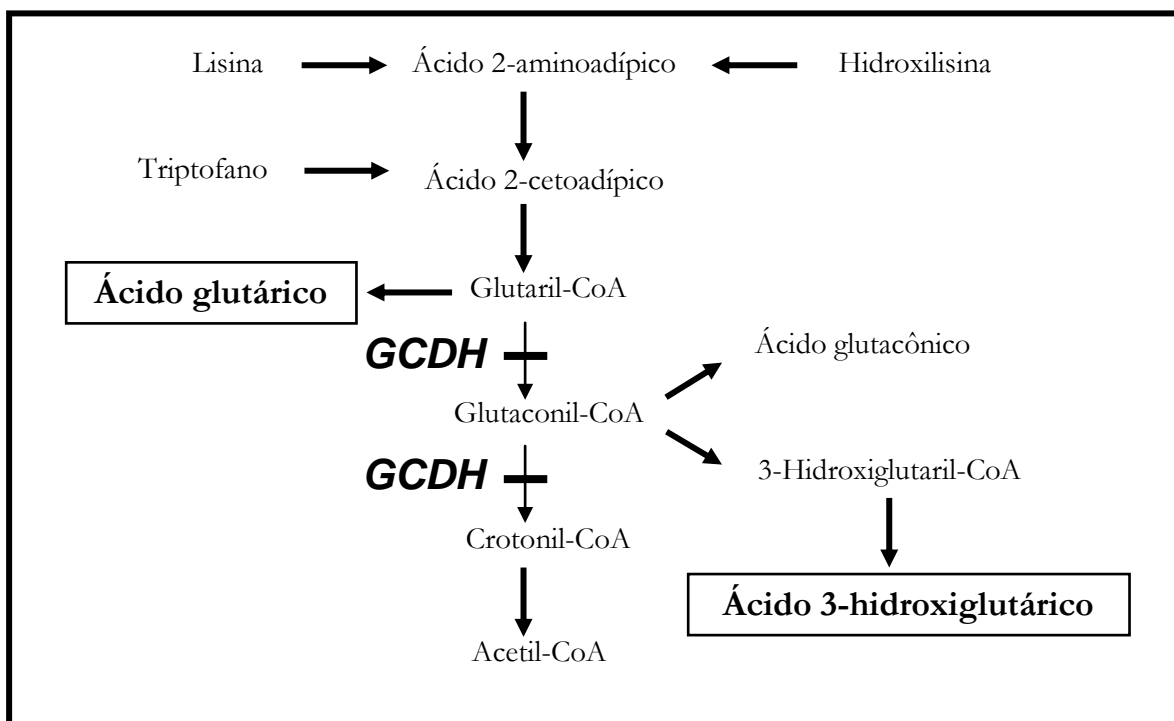 Lisina
Ácido 2-aminoadípico
Hidroxilisina
Triptofano
Ácido 2-cetoadípico
Ácido glutárico
Glutaril-CoA
GCDH
Ácido glutacônico
Glutaconil-CoA
GCDH
3-Hidroxiglutaril-CoA
Crotonil-CoA
Ácido 3-hidroxiglutárico
Acetil-CoA